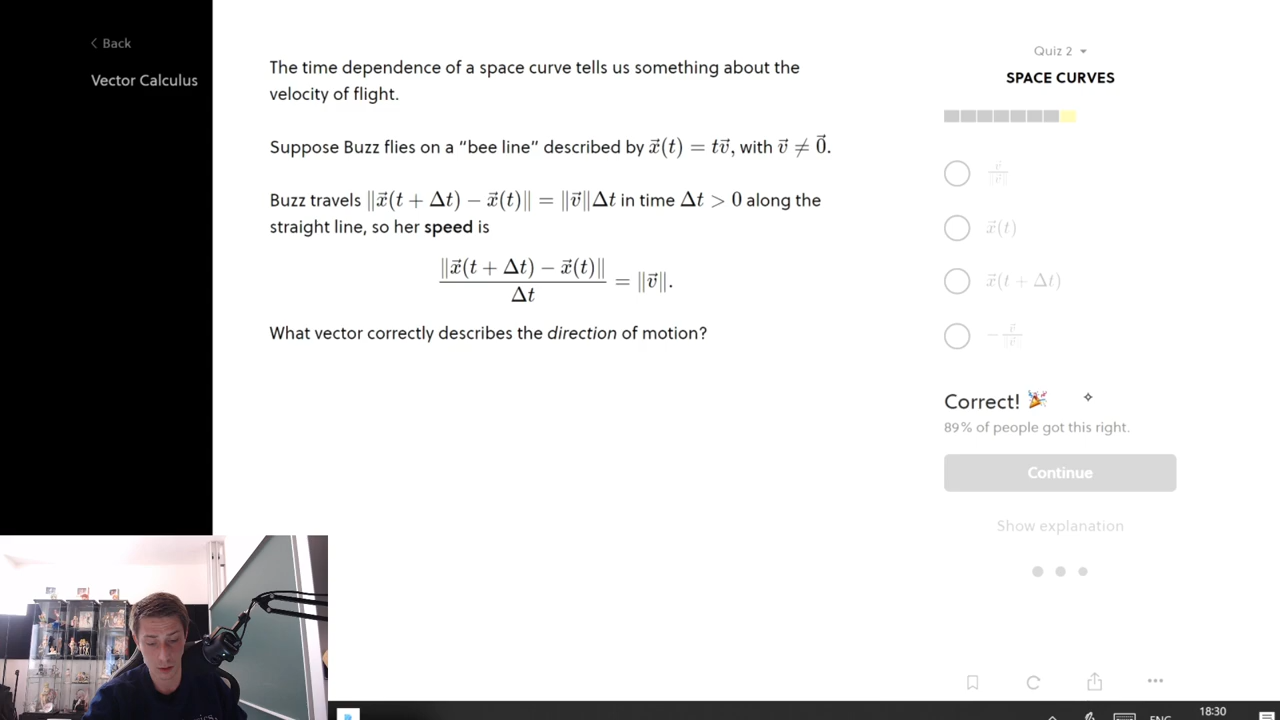 Back
Vector Calculus
The time dependence of a space curve tells us something about the
velocity of flight.
Suppose Buzz flies on a “bee line” described by x⃗(t) = tv⃗, with v⃗ ≠ 0⃗.
Buzz travels ‖x⃗(t + Δt) − x⃗(t)‖ = ‖v⃗‖Δt in time Δt > 0 along the
straight line, so her speed is
‖x⃗(t + Δt) − x⃗(t)‖ / Δt = ‖v⃗‖.
What vector correctly describes the direction of motion?
Quiz 2
SPACE CURVES
v⃗ / ‖v⃗‖
x⃗(t)
x⃗(t + Δt)
− v⃗ / ‖v⃗‖
Correct! 🎉
89% of people got this right.
Continue
Show explanation
ENG
18:30